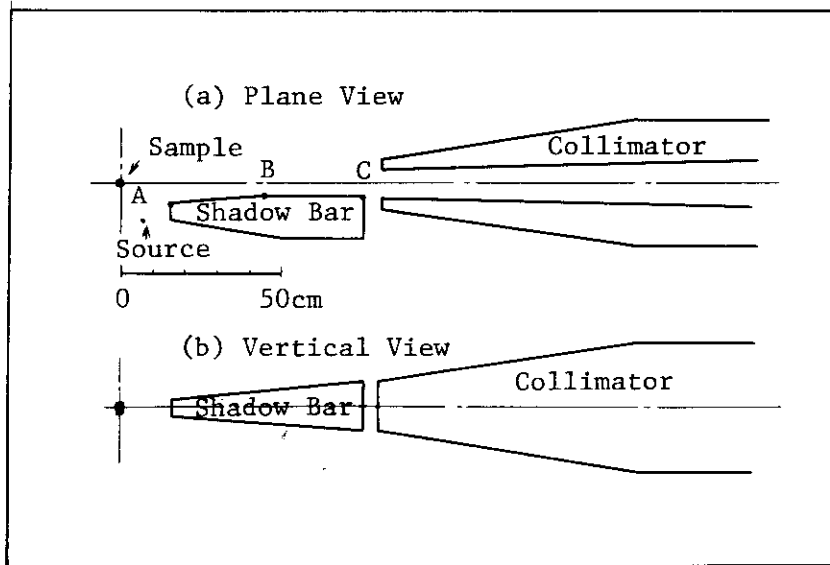 (a) Plane View
Sample
Collimator
B
C
A
Shadow Bar
Source
0 50cm
(b) Vertical View
Collimator
Shadow Bar